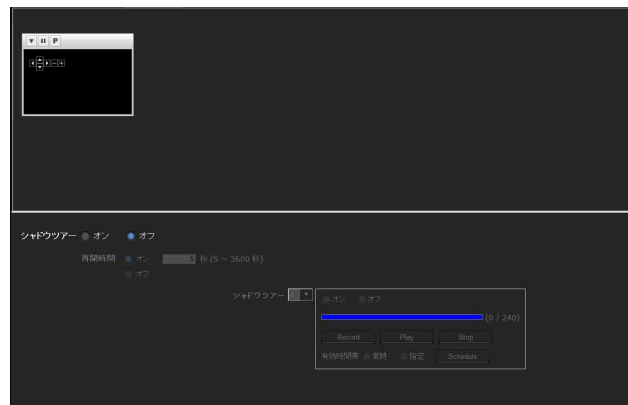 P
シャドウツアー オン オフ
再開時間 オン 5 秒 (5 ～ 3600 秒)
オフ
シャドウツアー
オン オフ
(0 / 240)
Record Play Stop
有効時間帯 常時 指定 Schedule